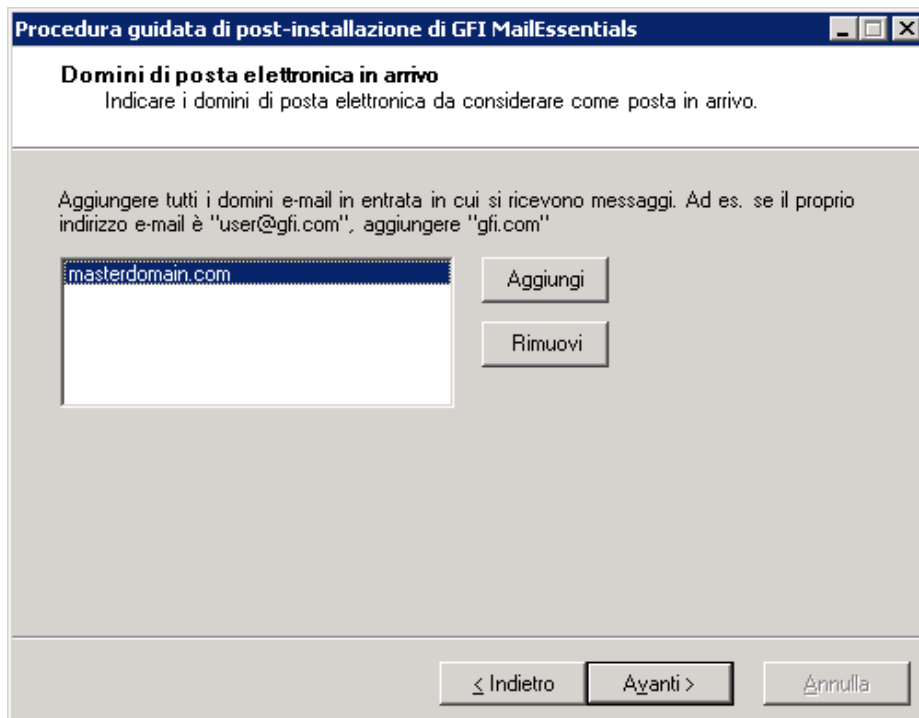 Procedura guidata di post-installazione di GFI MailEssentials
Domini di posta elettronica in arrivo
Indicare i domini di posta elettronica da considerare come posta in arrivo.
Aggiungere tutti i domini e-mail in entrata in cui si ricevono messaggi. Ad es. se il proprio
indirizzo e-mail è "user@gfi.com", aggiungere "gfi.com"
masterdomain.com
Aggiungi
Rimuovi
< Indietro
Avanti >
Annulla